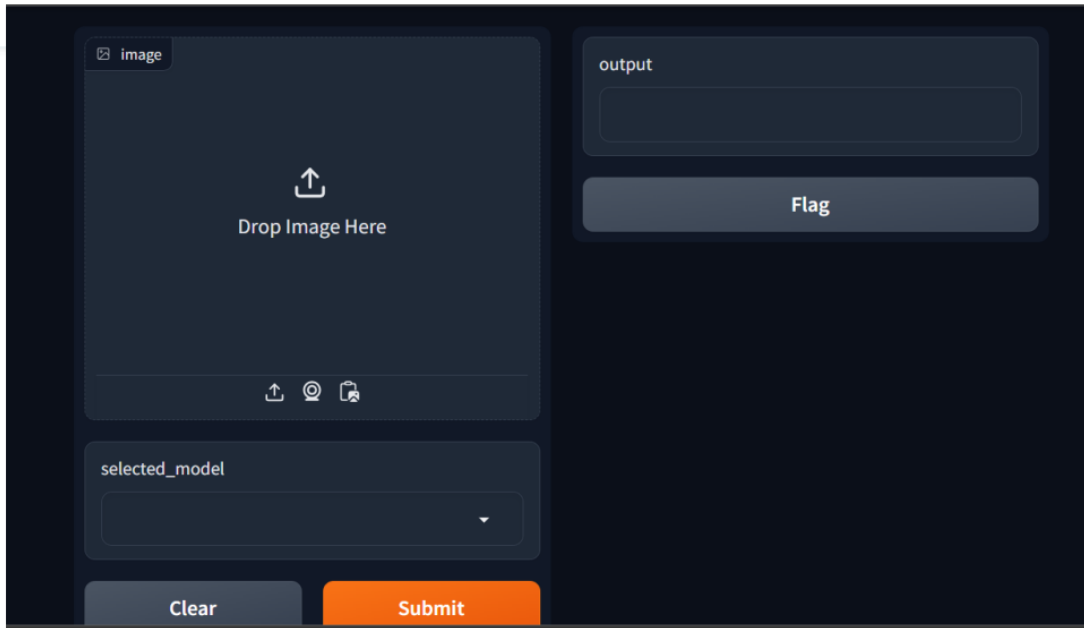 image
Drop Image Here
selected_model
Clear
Submit
output
Flag